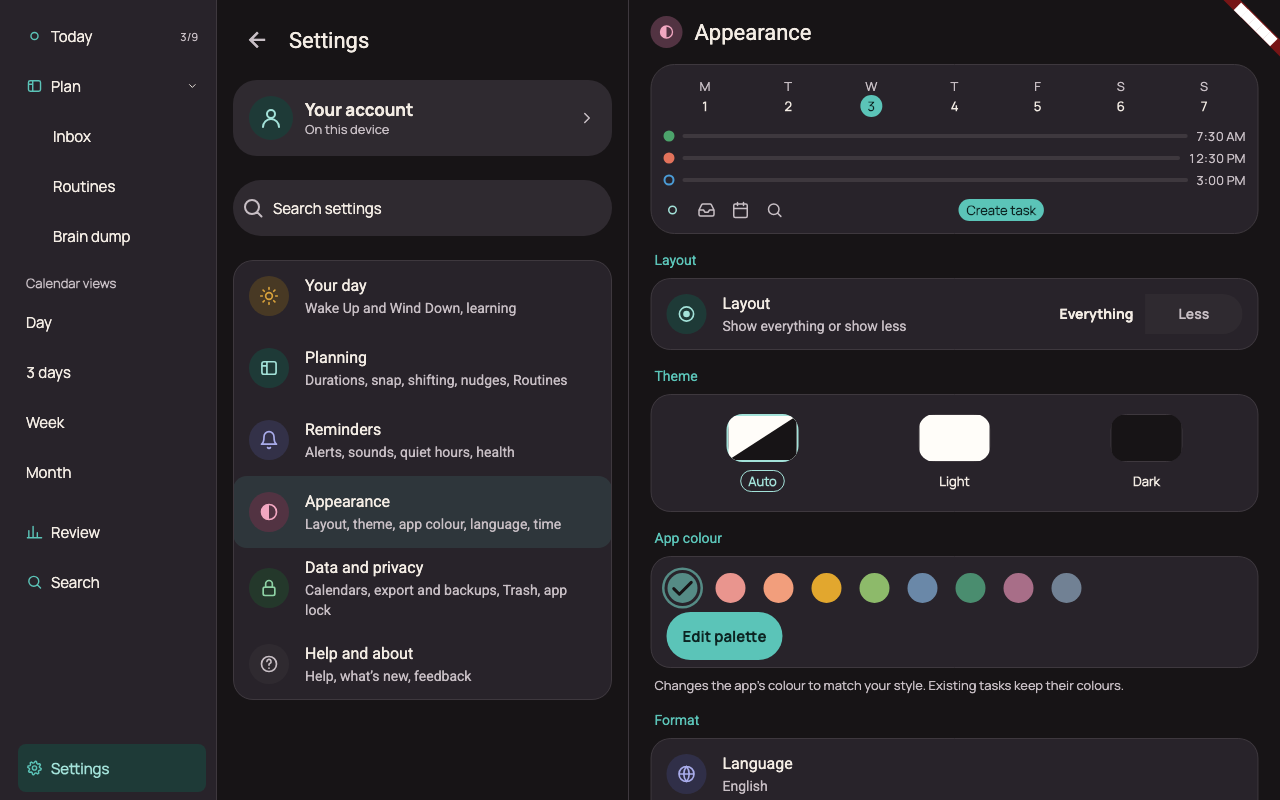 Today
3/9
Plan
Inbox
Routines
Brain dump
Calendar views
Day
3 days
Week
Month
Review
Search
Settings
Settings
Your account
On this device
Search settings
Your day
Wake Up and Wind Down, learning
Planning
Durations, snap, shifting, nudges, Routines
Reminders
Alerts, sounds, quiet hours, health
Appearance
Layout, theme, app colour, language, time
Data and privacy
Calendars, export and backups, Trash, app
lock
Help and about
Help, what's new, feedback
Appearance
M T W T F S S
1 2 3 4 5 6 7
7:30 AM
12:30 PM
3:00 PM
Create task
Layout
Layout
Show everything or show less
Everything
Less
Theme
Auto
Light
Dark
App colour
Edit palette
Changes the app's colour to match your style. Existing tasks keep their colours.
Format
Language
English